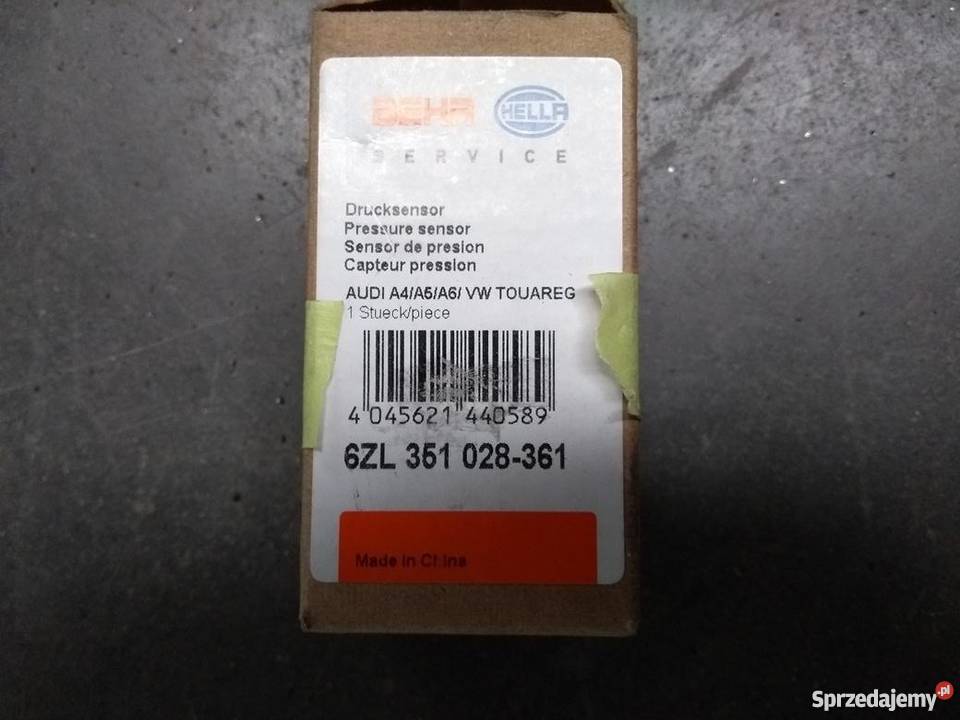 BEHR HELLA
SERVICE
Drucksensor
Pressure sensor
Sensor de presion
Capteur pression
AUDI A4/A5/A6/ VW TOUAREG
1 Stueck/piece
4 045621 440589
6ZL 351 028-361
Made in China
Sprzedajemy.pl